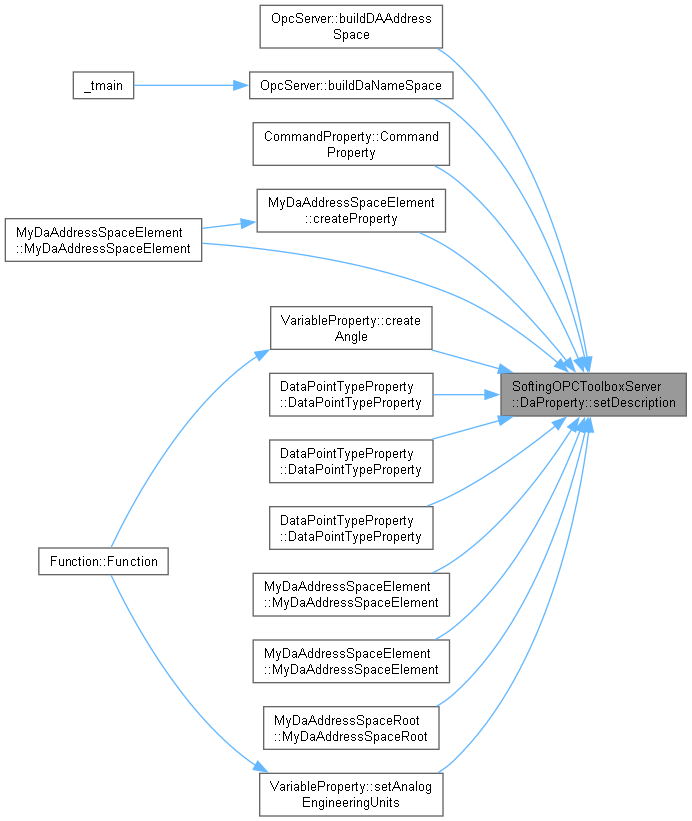 OpcServer::buildDAAddress
Space
_tmain
OpcServer::buildDaNameSpace
CommandProperty::Command
Property
MyDaAddressSpaceElement
::createProperty
MyDaAddressSpaceElement
::MyDaAddressSpaceElement
VariableProperty::create
Angle
SoftingOPCToolboxServer
::DaProperty::setDescription
DataPointTypeProperty
::DataPointTypeProperty
DataPointTypeProperty
::DataPointTypeProperty
DataPointTypeProperty
::DataPointTypeProperty
Function::Function
MyDaAddressSpaceElement
::MyDaAddressSpaceElement
MyDaAddressSpaceElement
::MyDaAddressSpaceElement
MyDaAddressSpaceRoot
::MyDaAddressSpaceRoot
VariableProperty::setAnalog
EngineeringUnits